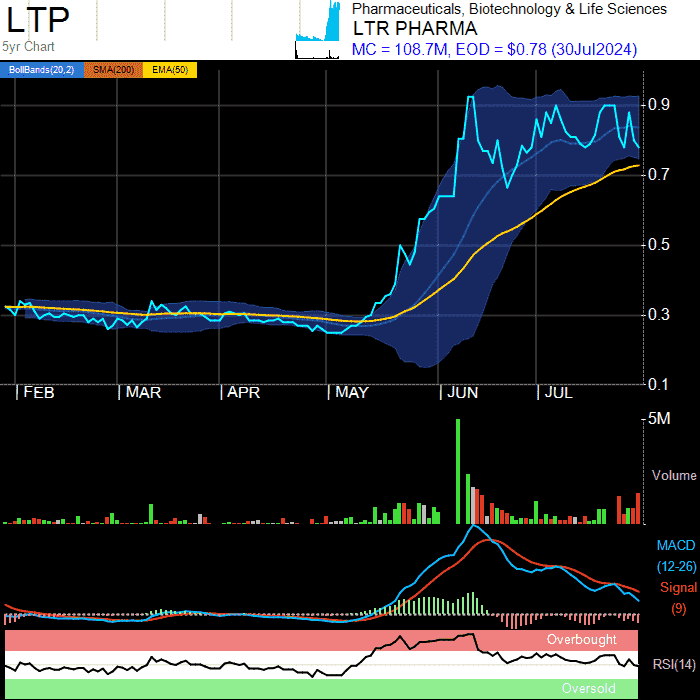 LTP
Pharmaceuticals, Biotechnology & Life Sciences
5yr Chart
LTR PHARMA
MC = 108.7M, EOD = $0.78 (30Jul2024)
BollBands(20,2) SMA(200) EMA(50)
0.9
0.7
0.5
0.3
0.1
FEB MAR APR MAY JUN JUL
5M
Volume
MACD
(12-26)
Signal
(9)
Overbought
RSI(14)
Oversold